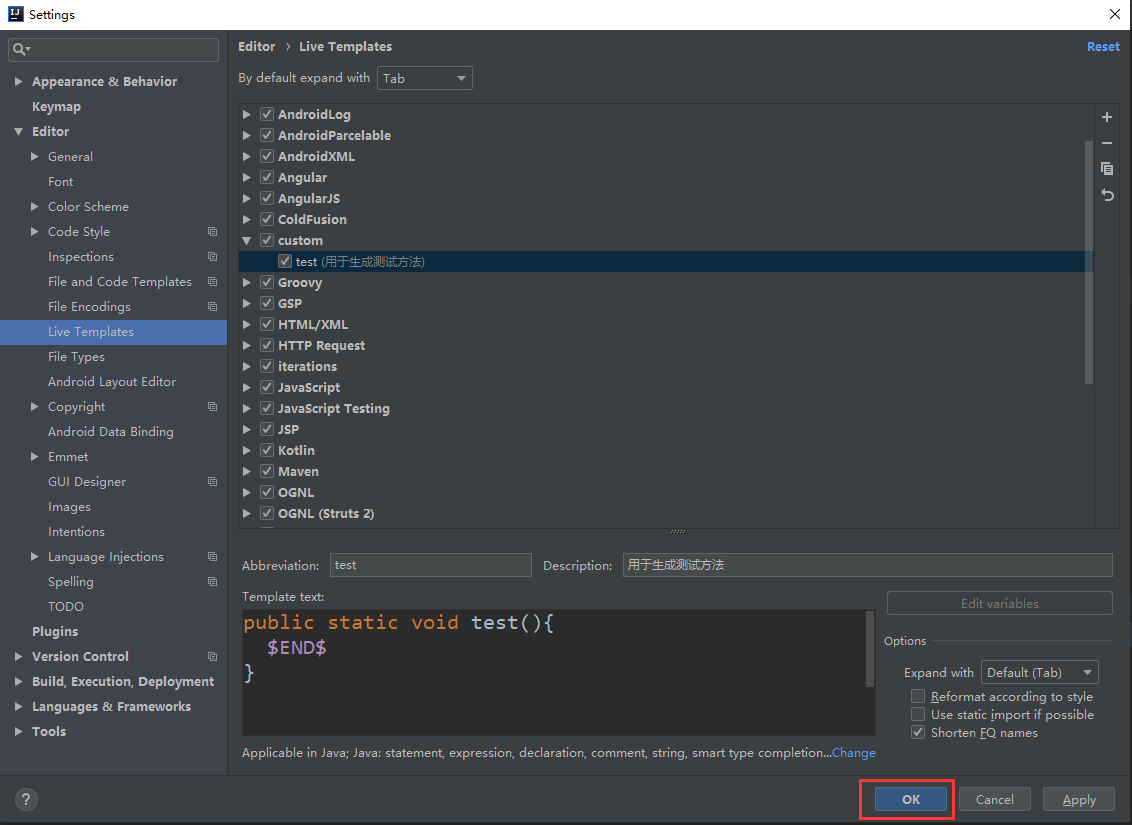 Settings
Appearance & Behavior
Keymap
Editor
General
Font
Color Scheme
Code Style
Inspections
File and Code Templates
File Encodings
Live Templates
File Types
Android Layout Editor
Copyright
Android Data Binding
Emmet
GUI Designer
Images
Intentions
Language Injections
Spelling
TODO
Plugins
Version Control
Build, Execution, Deployment
Languages & Frameworks
Tools
Editor › Live Templates
Reset
By default expand with Tab
AndroidLog
AndroidParcelable
AndroidXML
Angular
AngularJS
ColdFusion
custom
test (用于生成测试方法)
Groovy
GSP
HTML/XML
HTTP Request
iterations
JavaScript
JavaScript Testing
JSP
Kotlin
Maven
OGNL
OGNL (Struts 2)
Abbreviation: test Description: 用于生成测试方法
Template text:
public static void test(){
$END$
}
Edit variables
Options
Expand with Default (Tab)
Reformat according to style
Use static import if possible
Shorten FQ names
Applicable in Java; Java: statement, expression, declaration, comment, string, smart type completion...Change
?
OK Cancel Apply